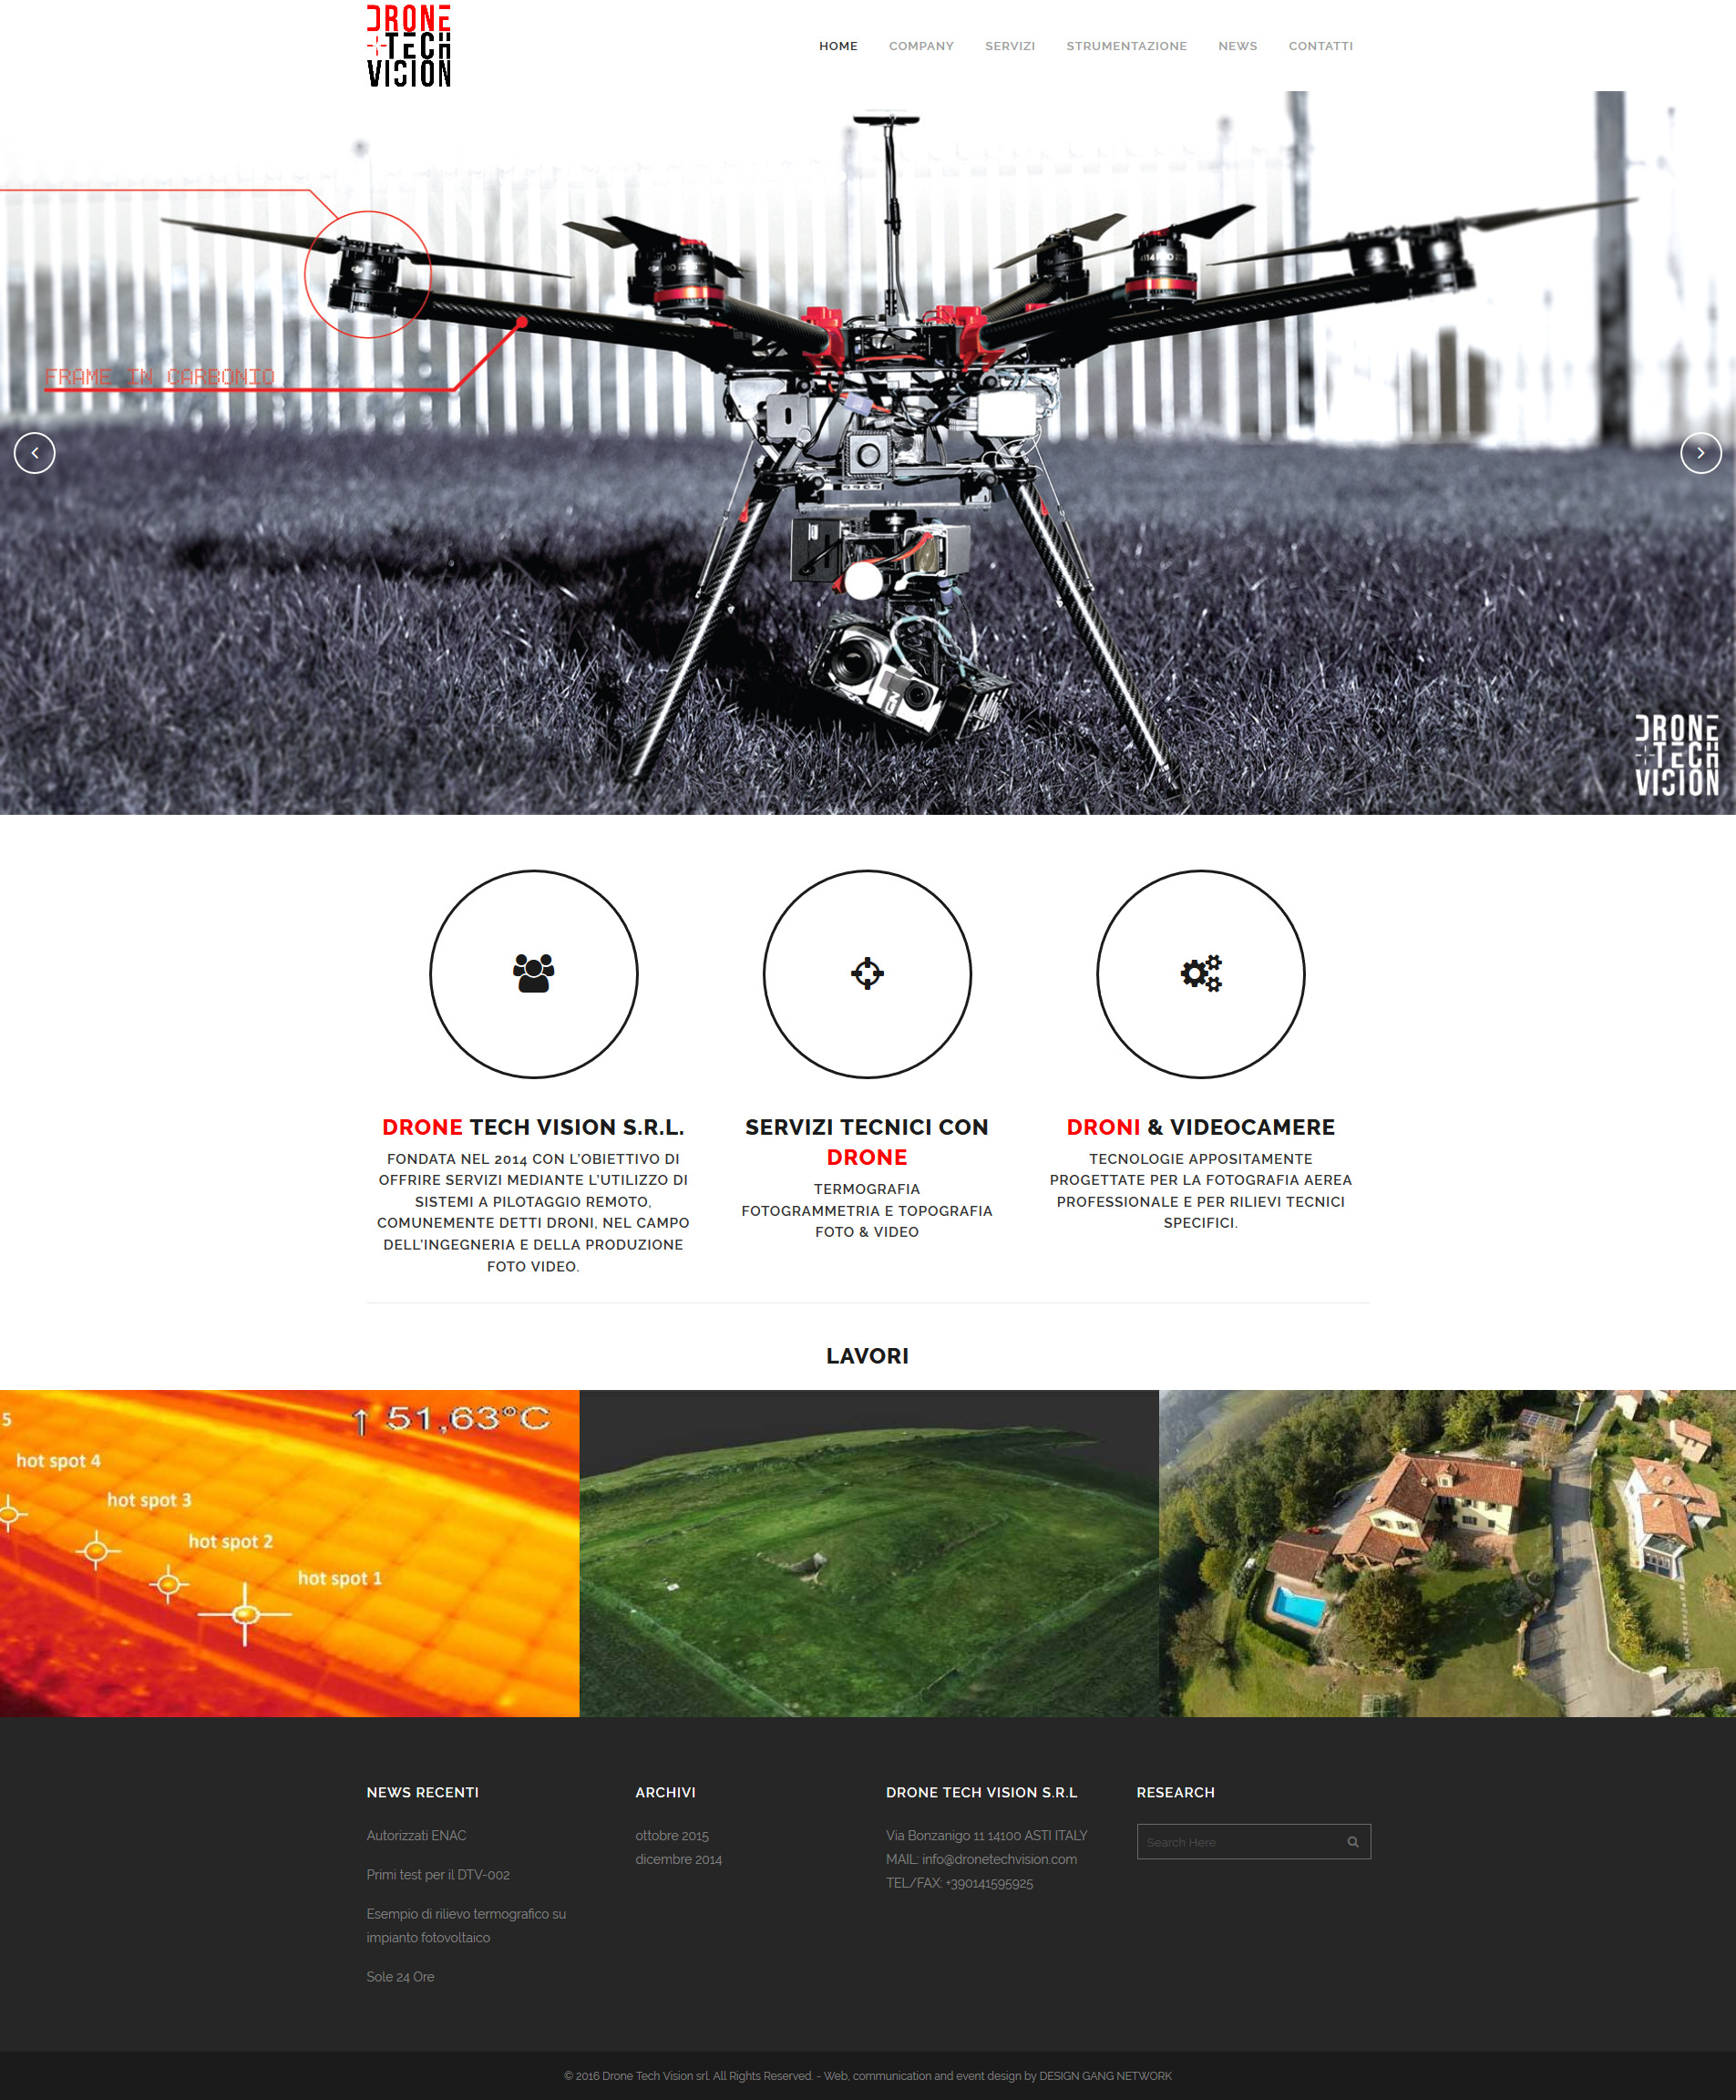 DRONE
TECH
VISION
HOME COMPANY SERVIZI STRUMENTAZIONE NEWS CONTATTI
FRAME IN CARBONIO
DRONE
TECH
VISION
DRONE TECH VISION S.R.L.
FONDATA NEL 2014 CON L'OBIETTIVO DI
OFFRIRE SERVIZI MEDIANTE L'UTILIZZO DI
SISTEMI A PILOTAGGIO REMOTO,
COMUNEMENTE DETTI DRONI, NEL CAMPO
DELL'INGEGNERIA E DELLA PRODUZIONE
FOTO VIDEO.
SERVIZI TECNICI CON
DRONE
TERMOGRAFIA
FOTOGRAMMETRIA E TOPOGRAFIA
FOTO & VIDEO
DRONI & VIDEOCAMERE
TECNOLOGIE APPOSITAMENTE
PROGETTATE PER LA FOTOGRAFIA AEREA
PROFESSIONALE E PER RILIEVI TECNICI
SPECIFICI.
LAVORI
51,63°C
5
hot spot 4
hot spot 3
hot spot 2
hot spot 1
NEWS RECENTI
Autorizzati ENAC
Primi test per il DTV-002
Esempio di rilievo termografico su
impianto fotovoltaico
Sole 24 Ore
ARCHIVI
ottobre 2015
dicembre 2014
DRONE TECH VISION S.R.L
Via Bonzanigo 11 14100 ASTI ITALY
MAIL: info@dronetechvision.com
TEL/FAX: +390141595925
RESEARCH
Search Here
© 2016 Drone Tech Vision srl. All Rights Reserved. - Web, communication and event design by DESIGN GANG NETWORK